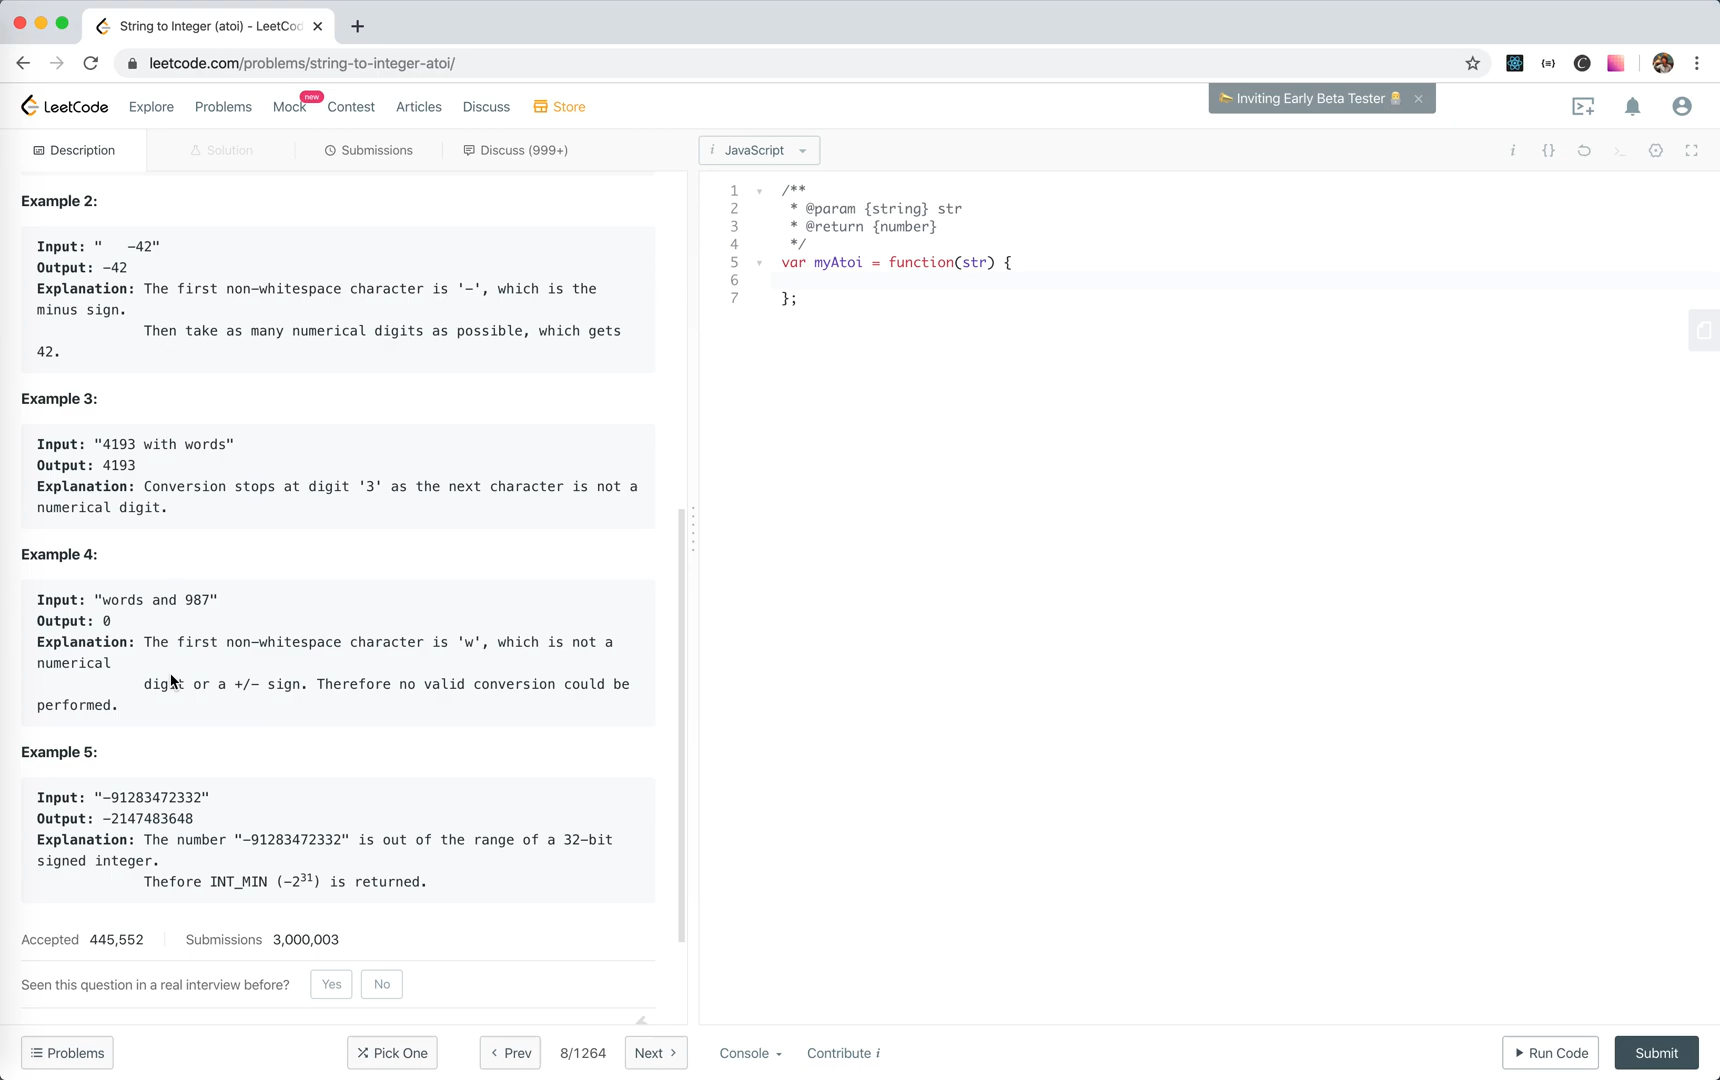 String to Integer (atoi) - LeetCo
leetcode.com/problems/string-to-integer-atoi/
LeetCode Explore Problems Mock new Contest Articles Discuss Store
Inviting Early Beta Tester
Description Solution Submissions Discuss (999+)
Example 2:
Input: "   -42"
Output: -42
Explanation: The first non-whitespace character is '-', which is the
minus sign.
Then take as many numerical digits as possible, which gets
42.
Example 3:
Input: "4193 with words"
Output: 4193
Explanation: Conversion stops at digit '3' as the next character is not a
numerical digit.
Example 4:
Input: "words and 987"
Output: 0
Explanation: The first non-whitespace character is 'w', which is not a
numerical
digit or a +/- sign. Therefore no valid conversion could be
performed.
Example 5:
Input: "-91283472332"
Output: -2147483648
Explanation: The number "-91283472332" is out of the range of a 32-bit
signed integer.
Thefore INT_MIN (−2³¹) is returned.
Accepted 445,552 Submissions 3,000,003
Seen this question in a real interview before? Yes No
Problems Pick One Prev 8/1264 Next
i JavaScript
1 /**
2 * @param {string} str
3 * @return {number}
4 */
5 var myAtoi = function(str) {
6
7 };
Console Contribute i Run Code Submit